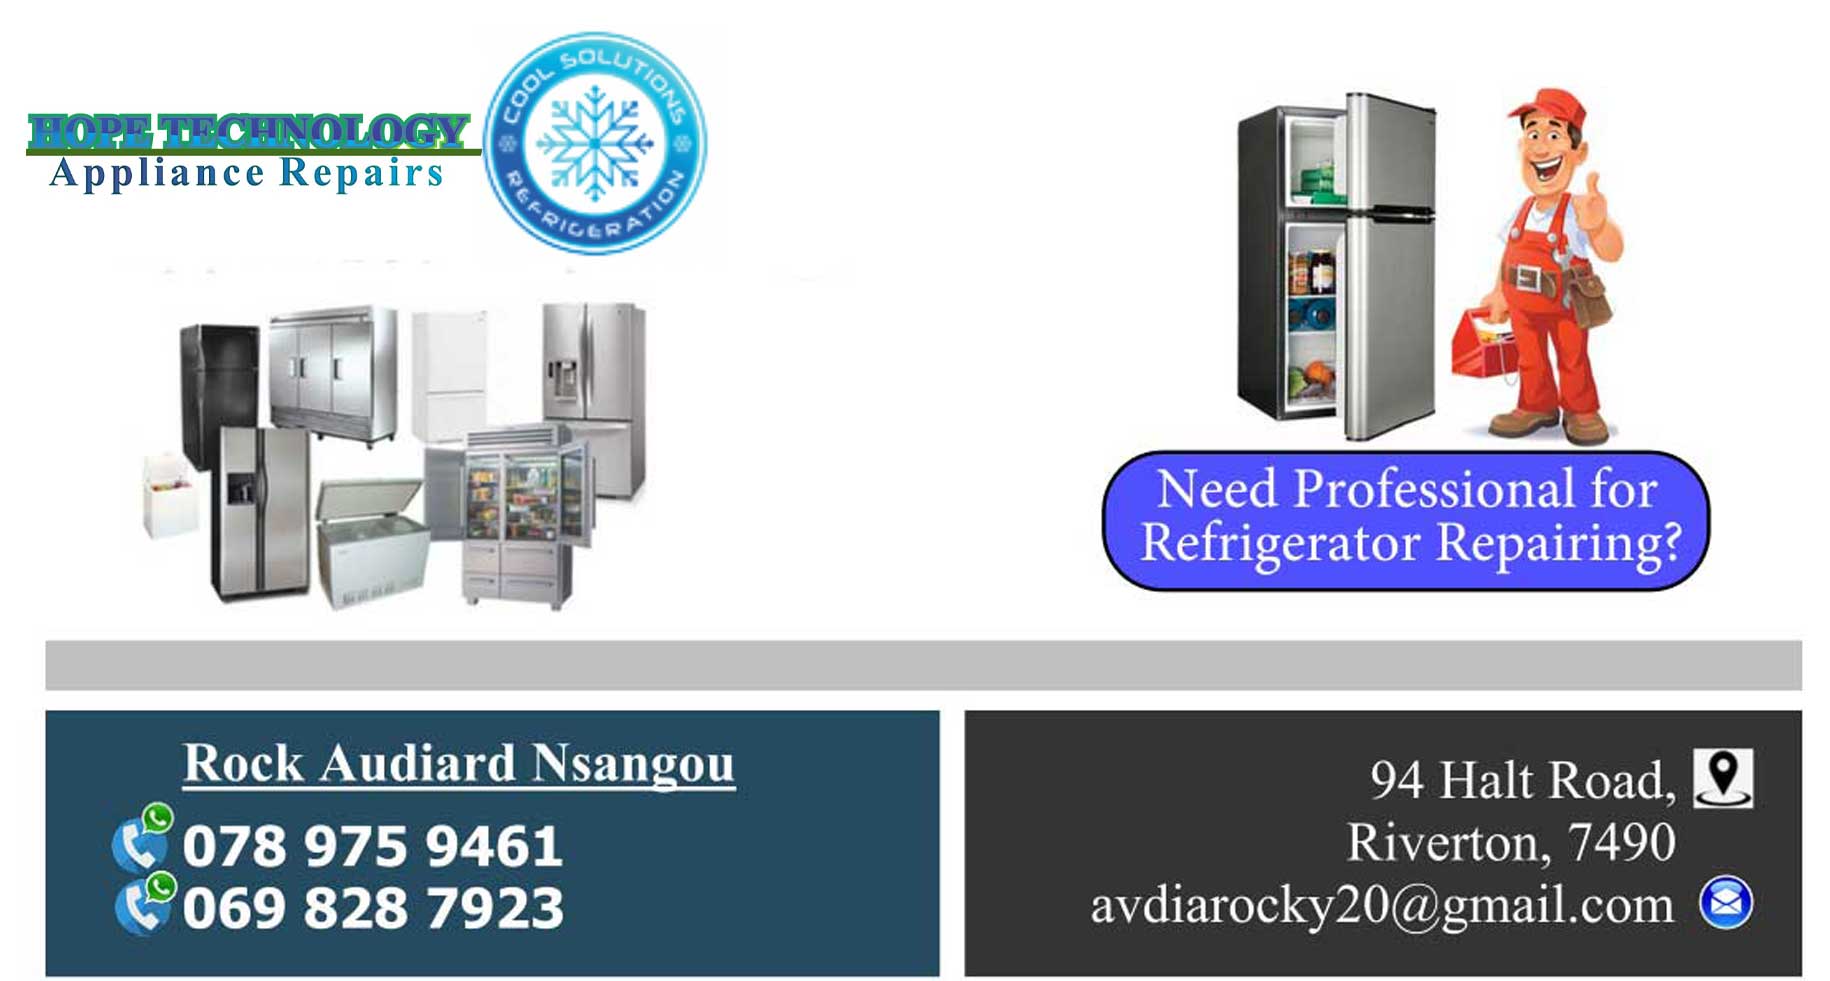 HOPE TECHNOLOGY
Appliance Repairs
COOL SOLUTIONS
REFRIGERATION
Need Professional for
Refrigerator Repairing?
Rock Audiard Nsangou
078 975 9461
069 828 7923
94 Halt Road,
Riverton, 7490
avdiarocky20@gmail.com